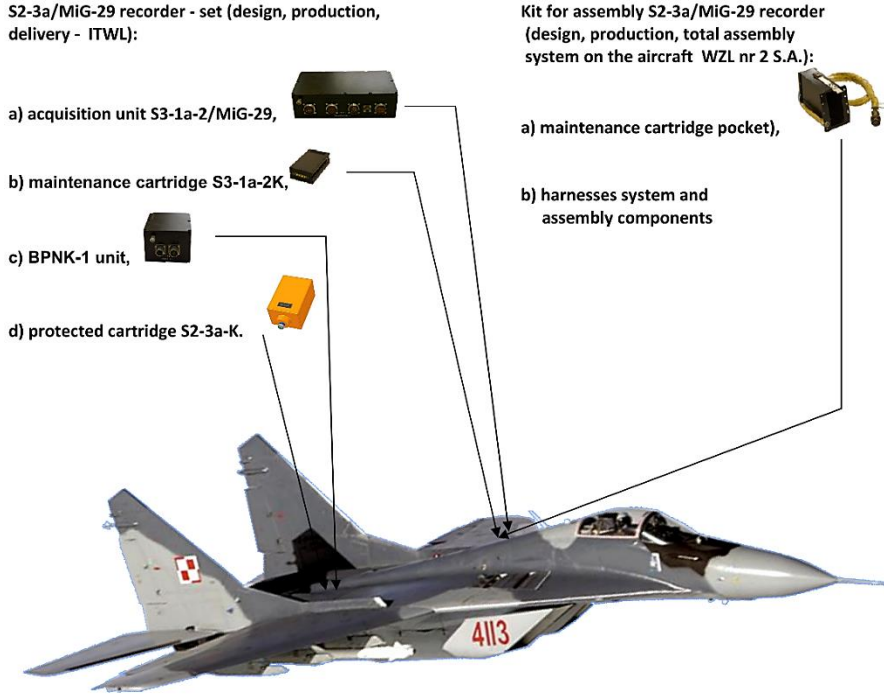 S2-3a/MiG-29 recorder - set (design, production,
delivery - ITWL):
a) acquisition unit S3-1a-2/MiG-29,
b) maintenance cartridge S3-1a-2K,
c) BPNK-1 unit,
d) protected cartridge S2-3a-K.
Kit for assembly S2-3a/MiG-29 recorder
(design, production, total assembly
system on the aircraft WZL nr 2 S.A.):
a) maintenance cartridge pocket),
b) harnesses system and
assembly components
4113